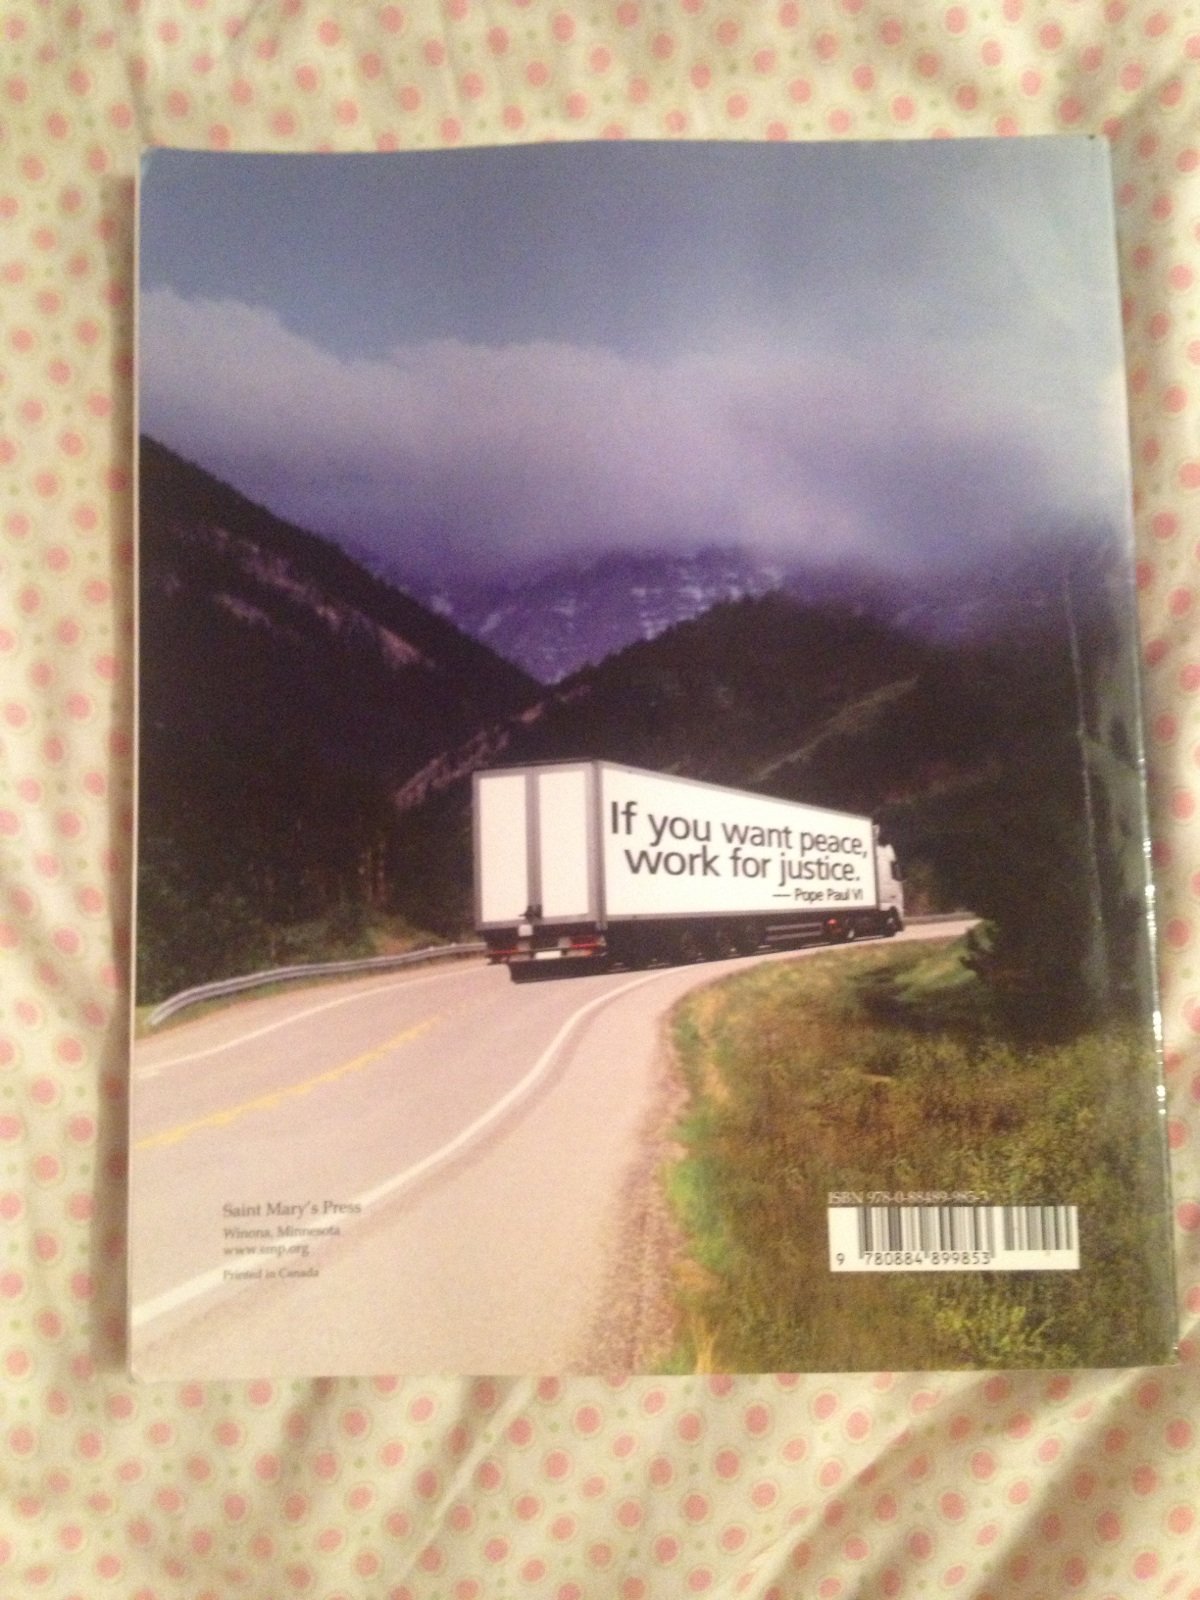 If you want peace,
work for justice.
— Pope Paul VI
Saint Mary's Press
Winona, Minnesota
www.smp.org
Printed in Canada
ISBN 978-0-88489-985-3
9 780884 899853